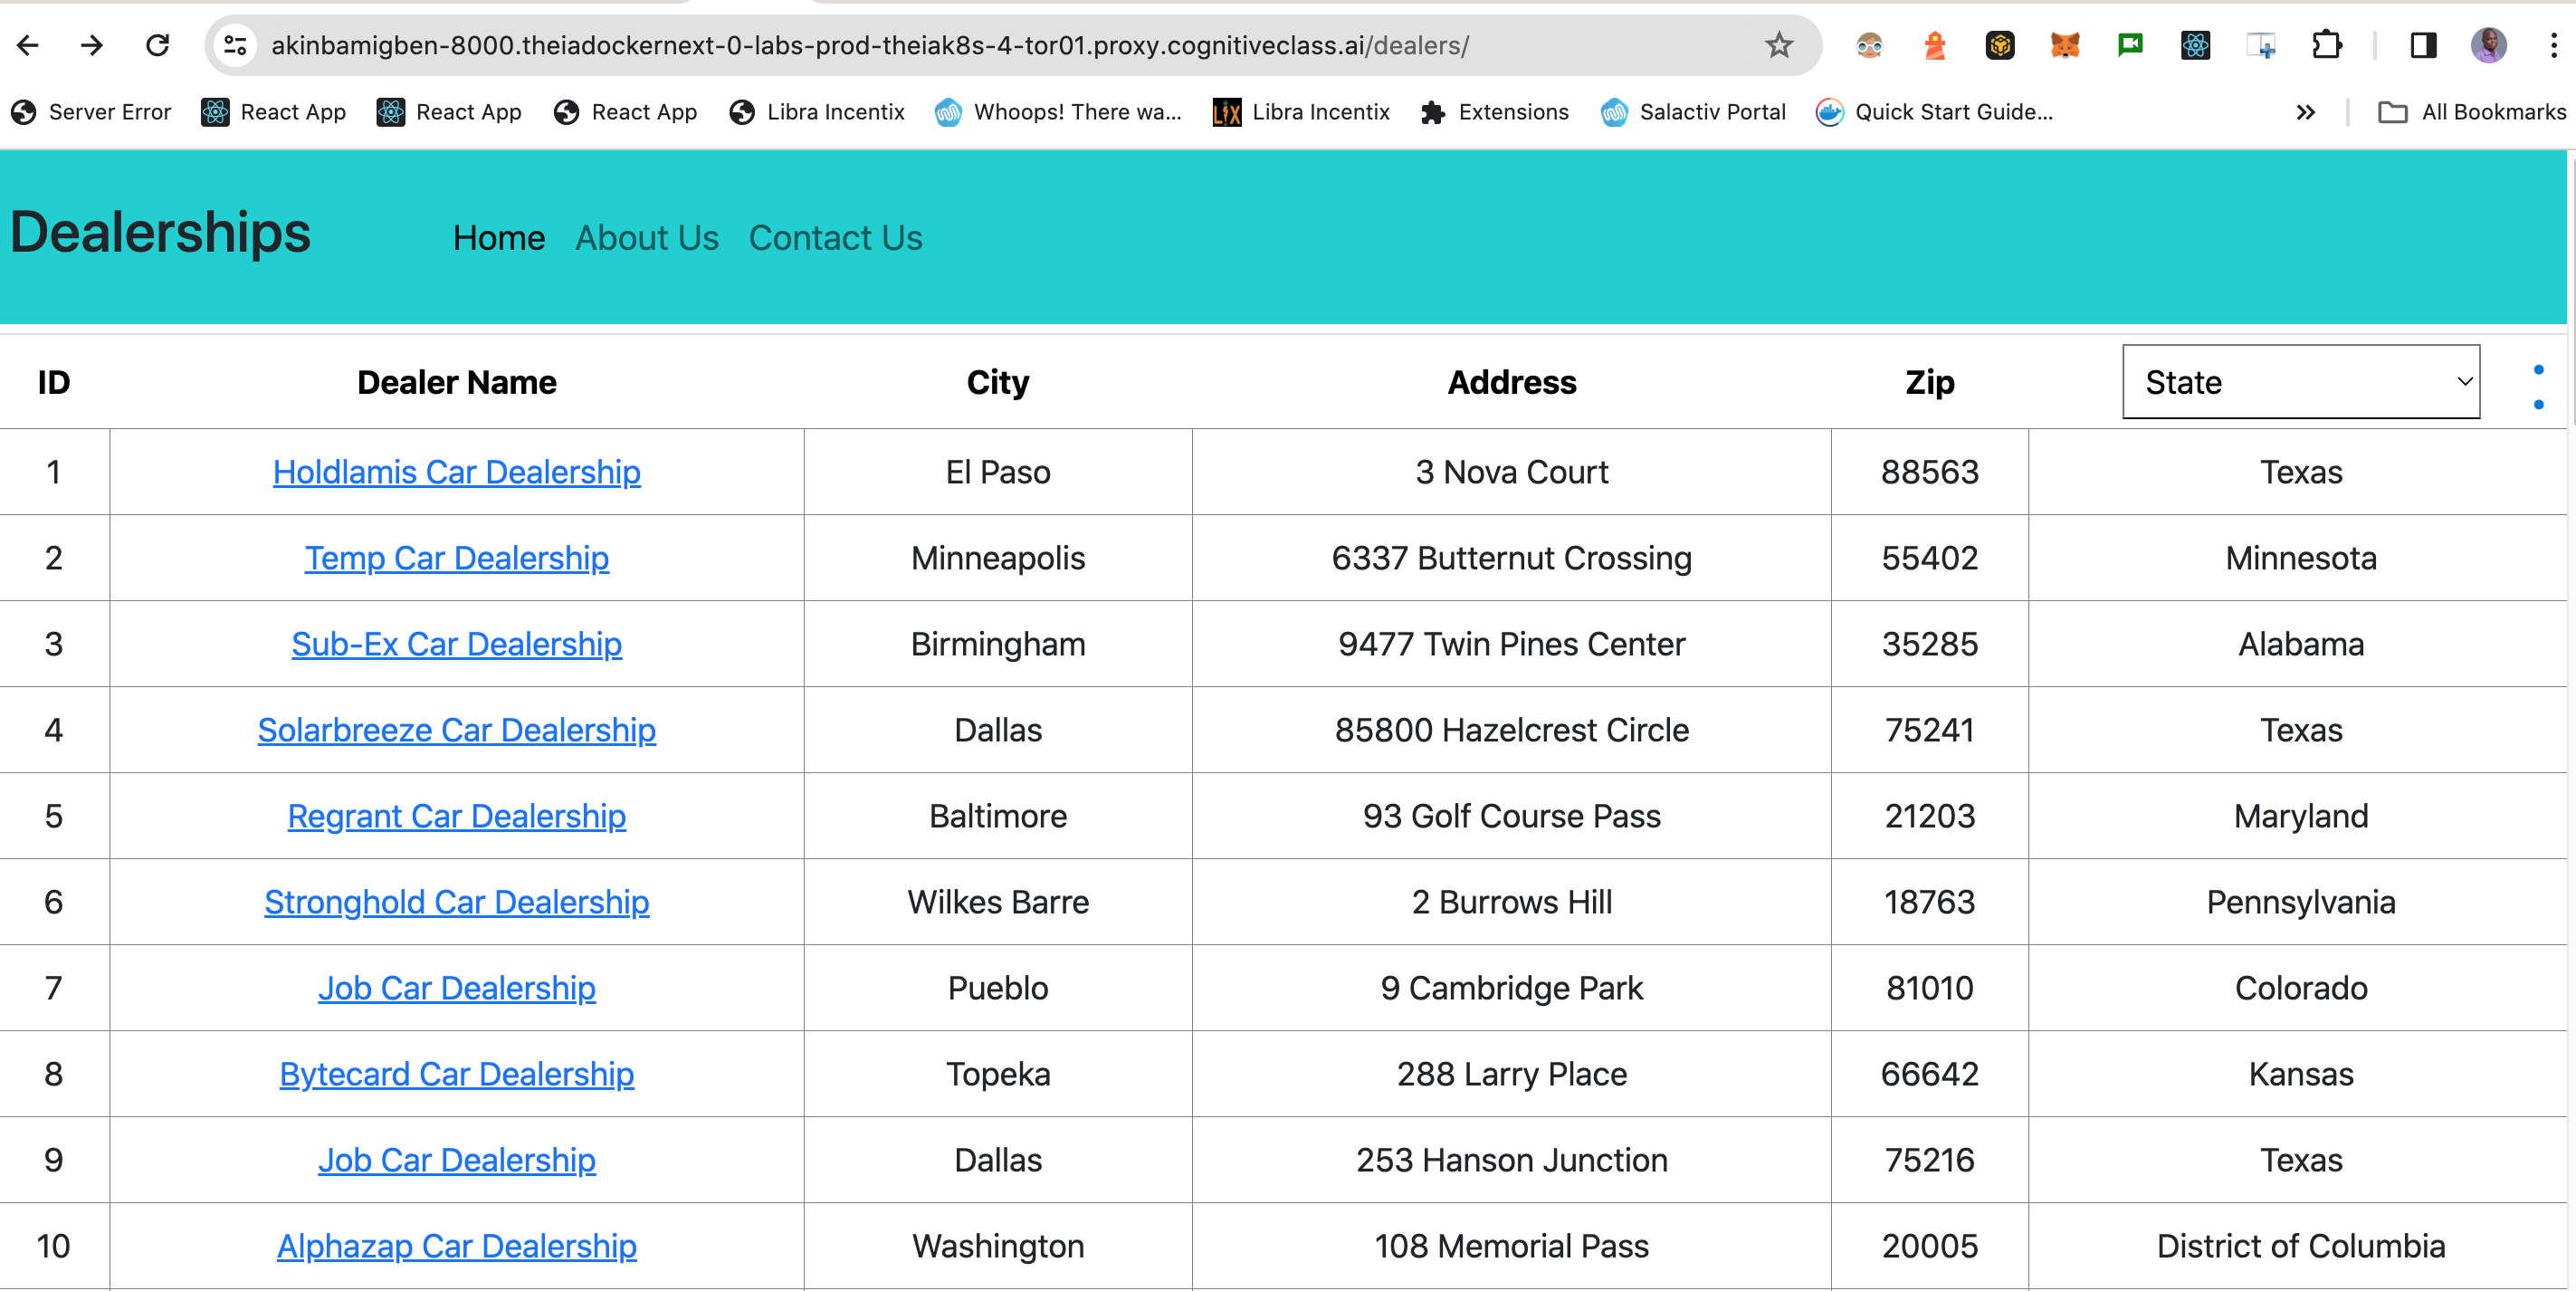 akinbamigben-8000.theiadockernext-0-labs-prod-theiak8s-4-tor01.proxy.cognitiveclass.ai/dealers/
Server Error React App React App React App Libra Incentix Whoops! There wa... LIX Libra Incentix Extensions Salactiv Portal Quick Start Guide... » All Bookmarks
Dealerships Home About Us Contact Us
ID Dealer Name City Address Zip State
1 Holdlamis Car Dealership El Paso 3 Nova Court 88563 Texas
2 Temp Car Dealership Minneapolis 6337 Butternut Crossing 55402 Minnesota
3 Sub-Ex Car Dealership Birmingham 9477 Twin Pines Center 35285 Alabama
4 Solarbreeze Car Dealership Dallas 85800 Hazelcrest Circle 75241 Texas
5 Regrant Car Dealership Baltimore 93 Golf Course Pass 21203 Maryland
6 Stronghold Car Dealership Wilkes Barre 2 Burrows Hill 18763 Pennsylvania
7 Job Car Dealership Pueblo 9 Cambridge Park 81010 Colorado
8 Bytecard Car Dealership Topeka 288 Larry Place 66642 Kansas
9 Job Car Dealership Dallas 253 Hanson Junction 75216 Texas
10 Alphazap Car Dealership Washington 108 Memorial Pass 20005 District of Columbia